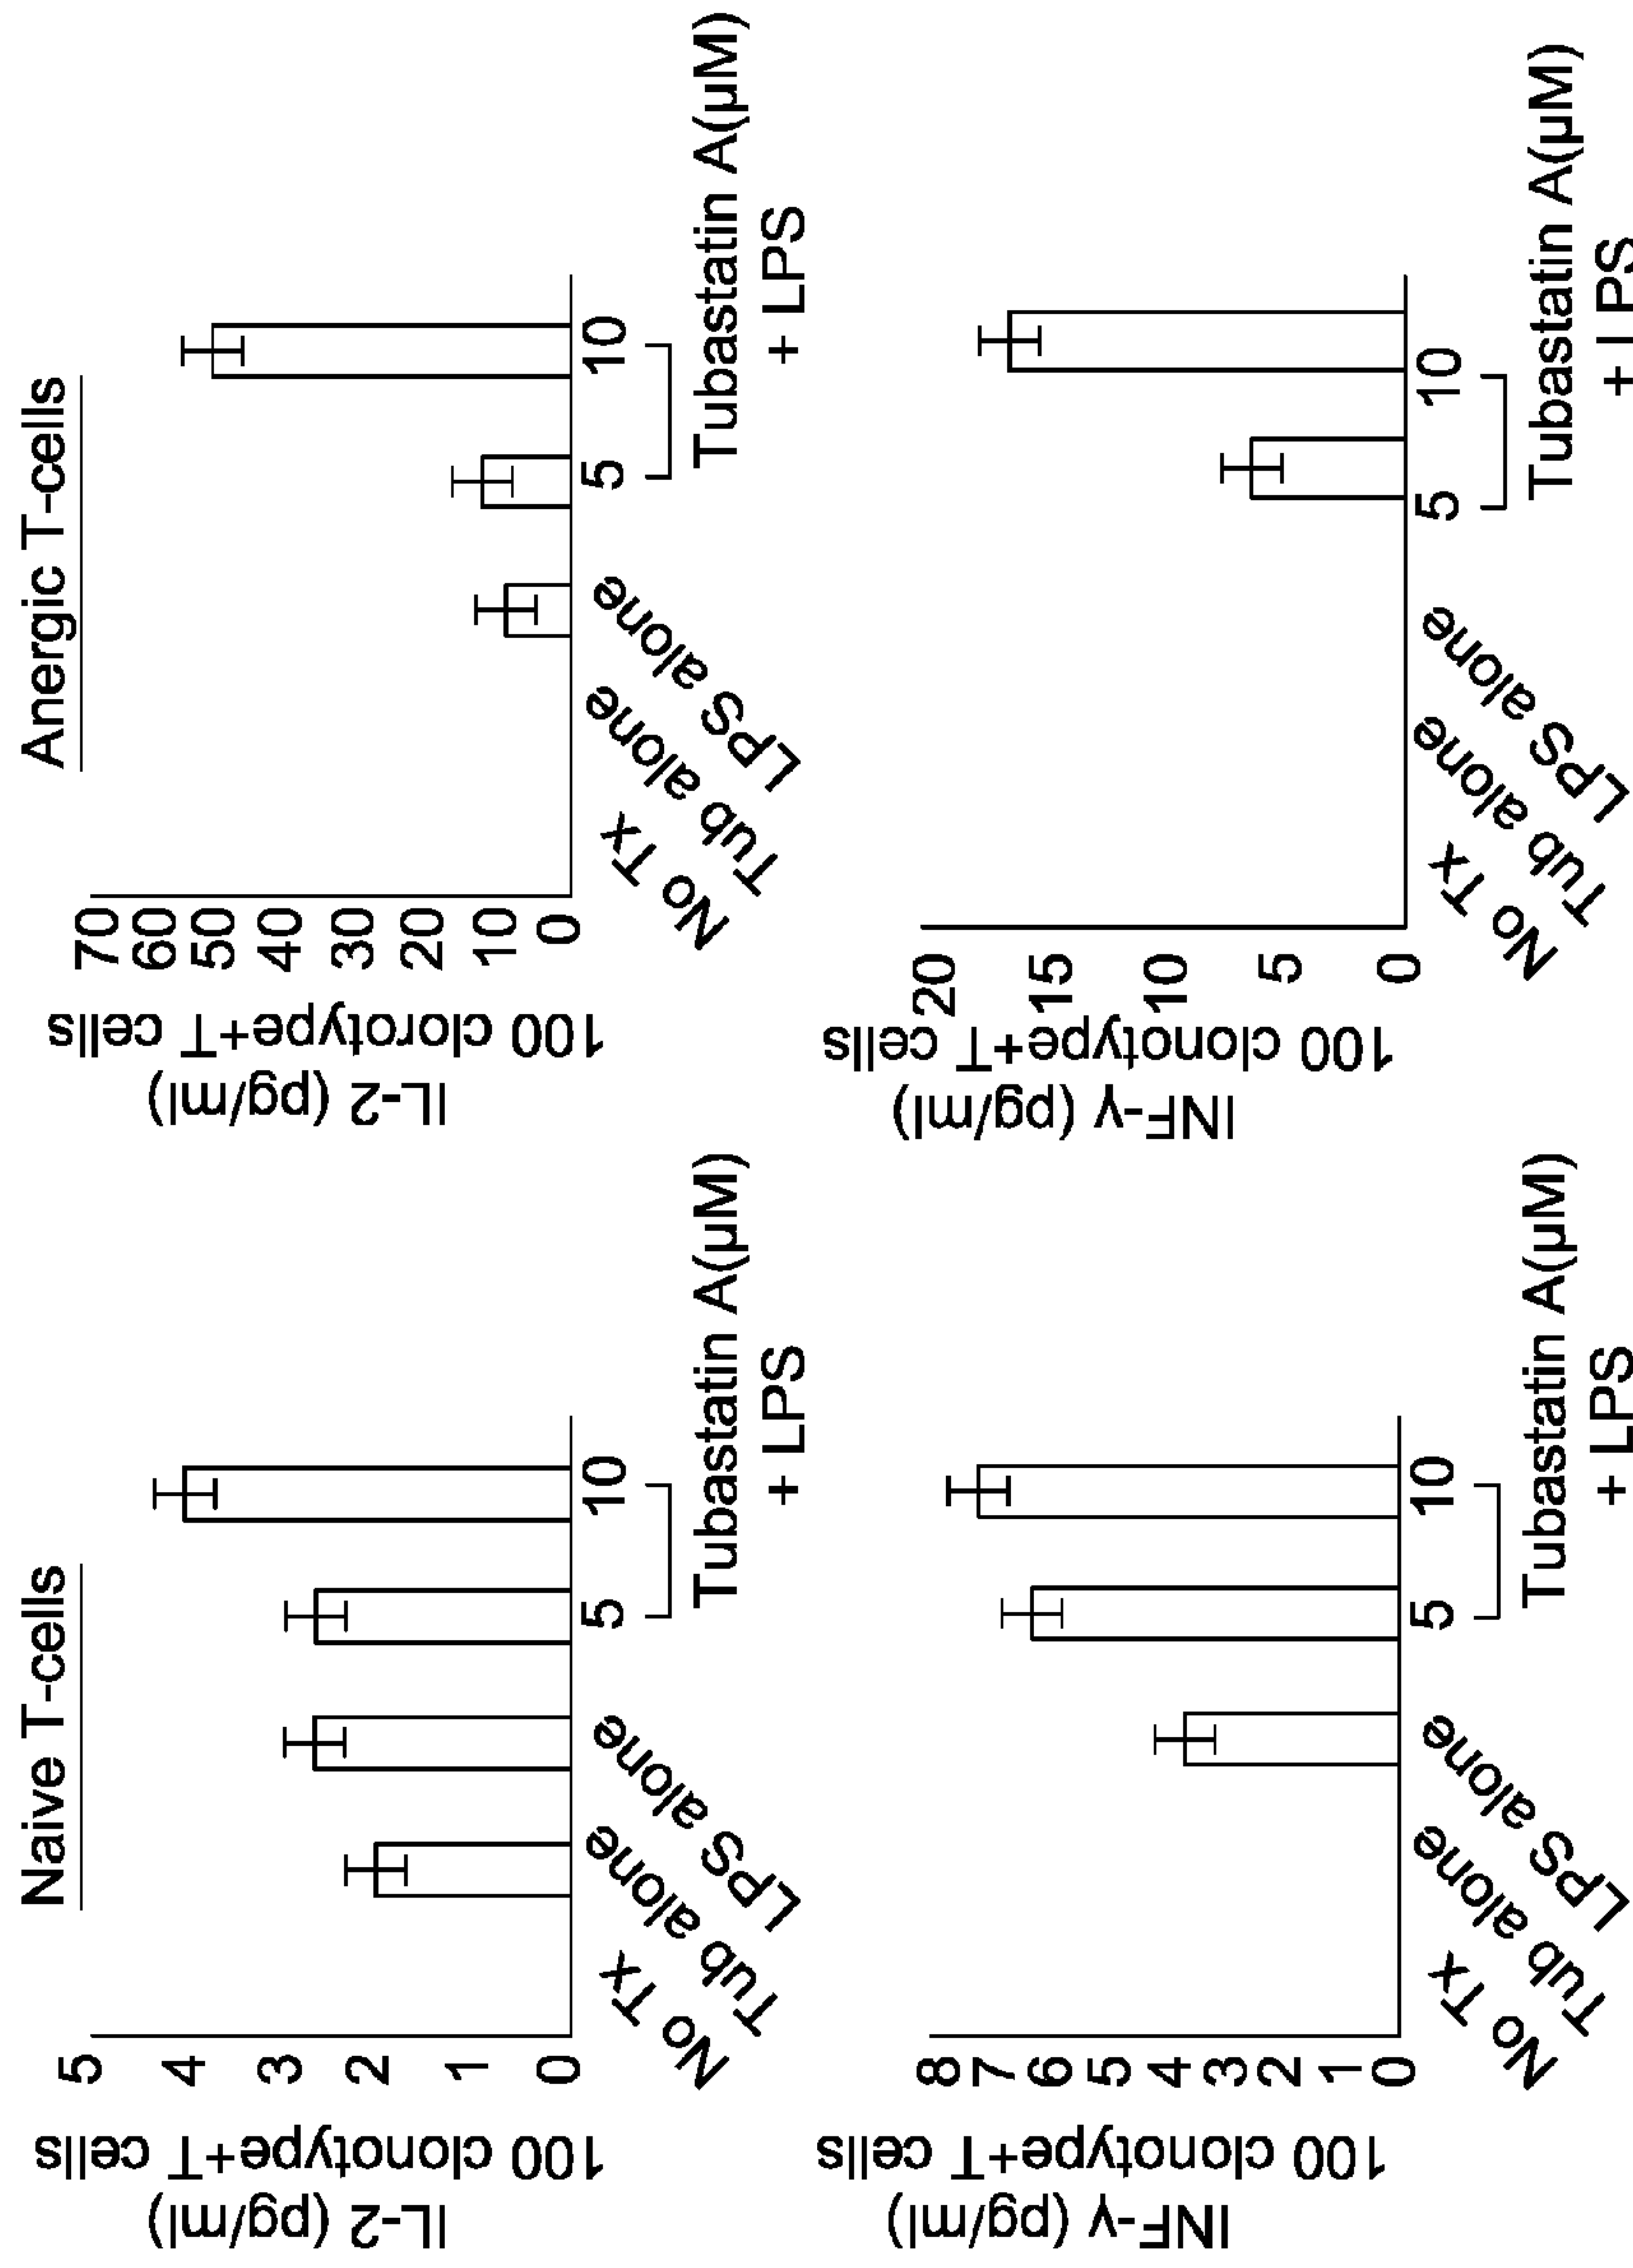 Naive T-cells
IL-2 (pg/ml)
100 clonotype+T cells
5
4
3
2
1
0
No Tx
Tub alone
LPS alone
5
10
Tubastatin A(µM)
+ LPS
Anergic T-cells
IL-2 (pg/ml)
100 clorotype+T cells
70
60
50
40
30
20
10
0
No Tx
Tub alone
LPS alone
5
10
Tubastatin A(µM)
+ LPS
INF-γ (pg/ml)
100 clonotype+T cells
8
7
6
5
4
3
2
1
0
No Tx
Tub alone
LPS alone
5
10
Tubastatin A(µM)
+ LPS
INF-γ (pg/ml)
100 clonotype+T cells
20
15
10
5
0
No Tx
Tub alone
LPS alone
5
10
Tubastatin A(µM)
+ LPS